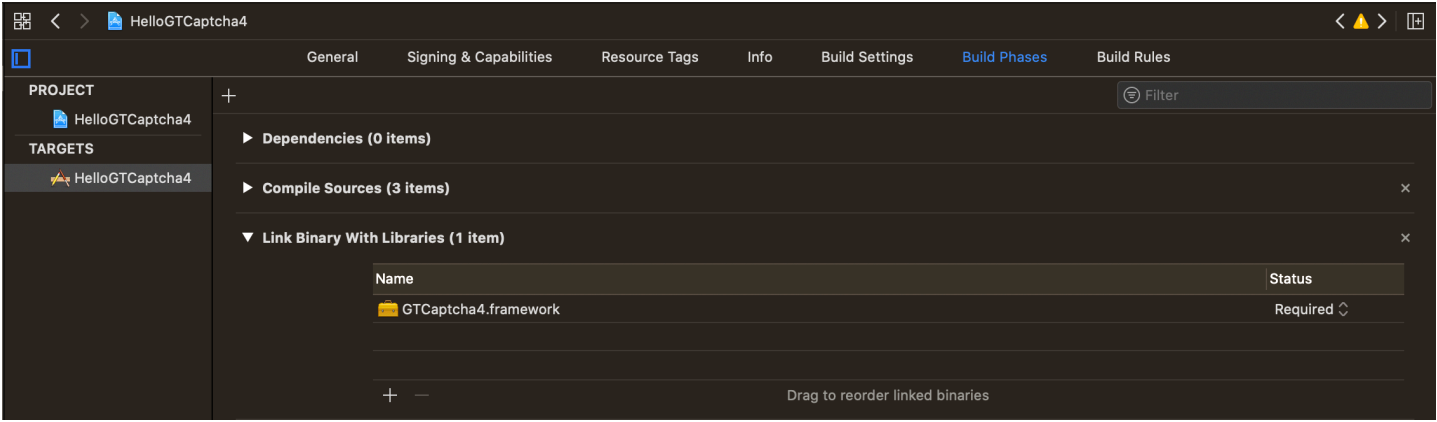 HelloGTCaptcha4
General Signing & Capabilities Resource Tags Info Build Settings Build Phases Build Rules
PROJECT
HelloGTCaptcha4
TARGETS
HelloGTCaptcha4
Filter
Dependencies (0 items)
Compile Sources (3 items)
Link Binary With Libraries (1 item)
Name Status
GTCaptcha4.framework Required
Drag to reorder linked binaries